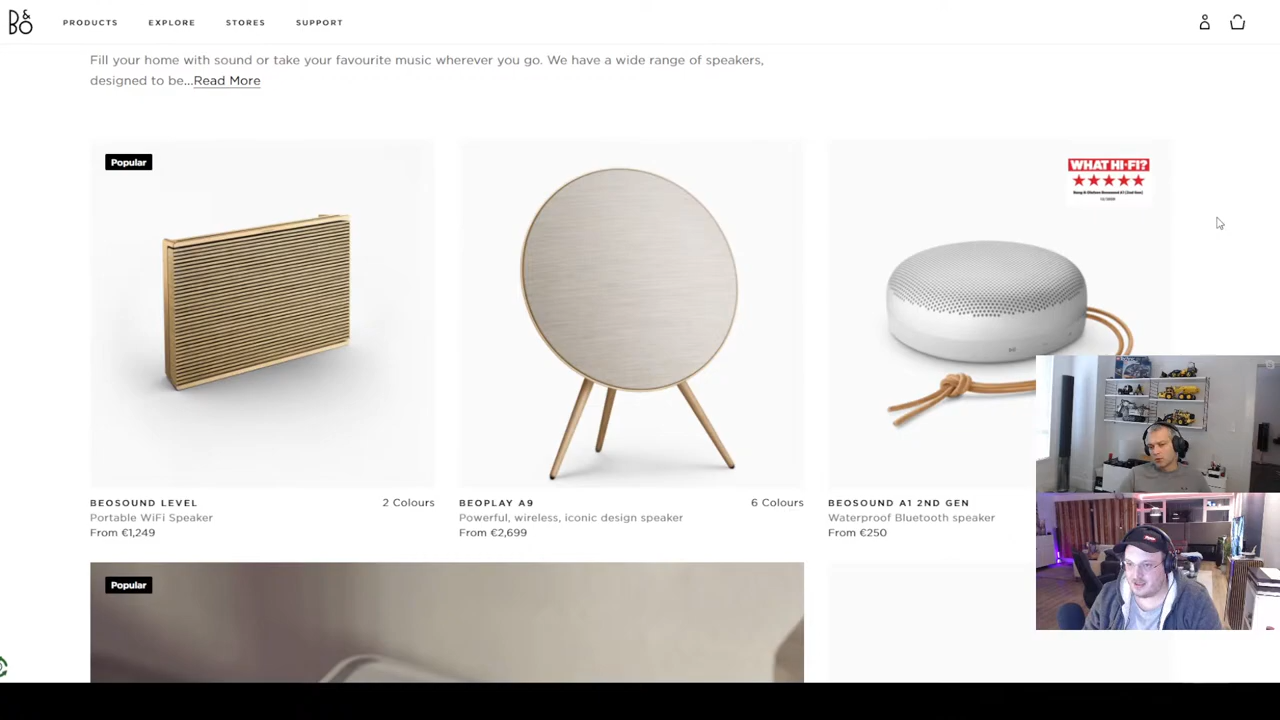 B&O
PRODUCTS
EXPLORE
STORES
SUPPORT
Fill your home with sound or take your favourite music wherever you go. We have a wide range of speakers,
designed to be...Read More
Popular
WHAT HI-FI?
BEOSOUND LEVEL
2 Colours
Portable WiFi Speaker
From €1,249
BEOPLAY A9
6 Colours
Powerful, wireless, iconic design speaker
From €2,699
BEOSOUND A1 2ND GEN
Waterproof Bluetooth speaker
From €250
Popular